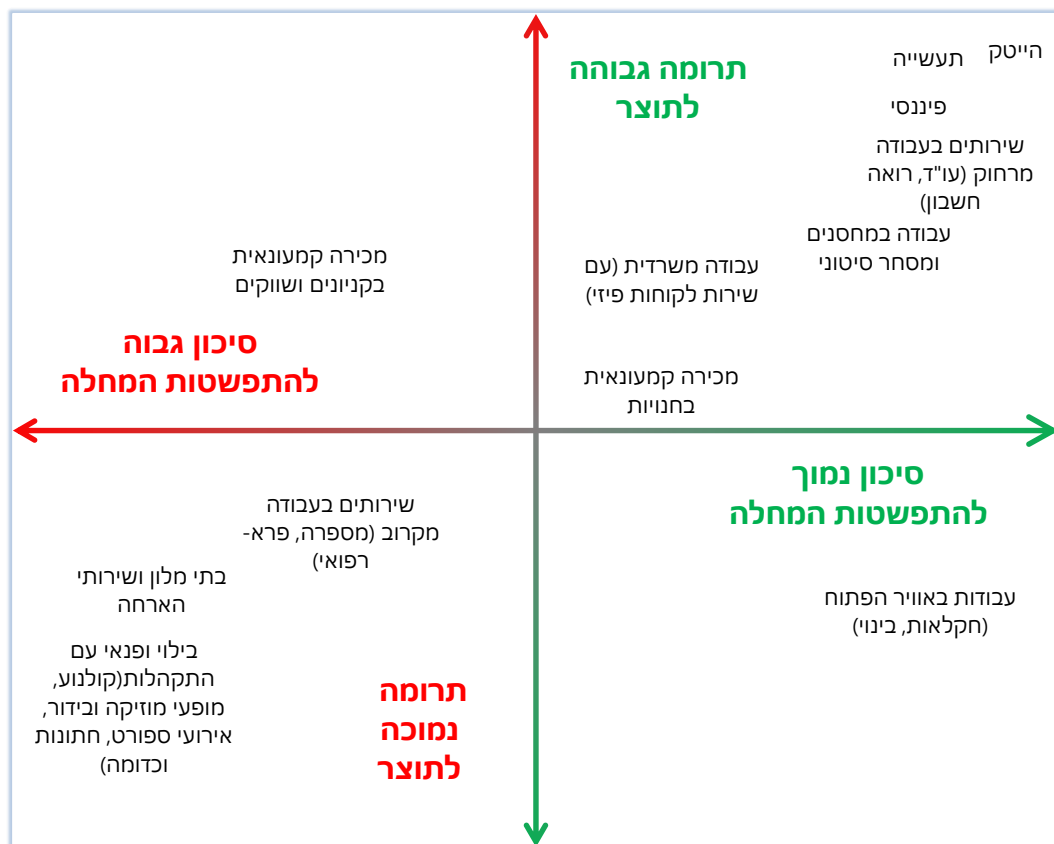 הייטק
תעשייה
תרומה גבוהה
לתוצר
פיננסי
שירותים בעבודה
מרחוק (עו"ד, רואה
חשבון)
עבודה במחסנים
ומסחר סיטוני
עבודה משרדית (עם
שירות לקוחות פיזי)
מכירה קמעונאית
בקניונים ושווקים
סיכון גבוה
להתפשטות המחלה
מכירה קמעונאית
בחנויות
סיכון נמוך
להתפשטות המחלה
שירותים בעבודה
מקרוב (מספרה, פרא-
רפואי)
בתי מלון ושירותי
הארחה
עבודות באוויר הפתוח
(חקלאות, בינוי)
בילוי ופנאי עם
התקהלות(קולנוע,
מופעי מוזיקה ובידור,
אירועי ספורט, חתונות
וכדומה)
תרומה
נמוכה
לתוצר